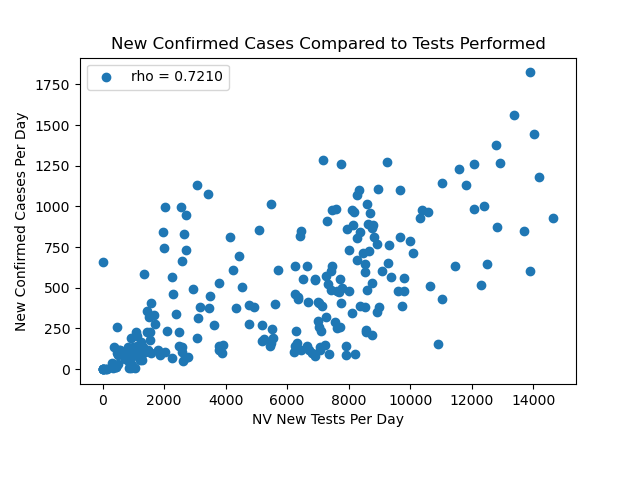 New Confirmed Cases Compared to Tests Performed
rho = 0.7210
New Confirmed Caeses Per Day
1750
1500
1250
1000
750
500
250
0
0 2000 4000 6000 8000 10000 12000 14000
NV New Tests Per Day